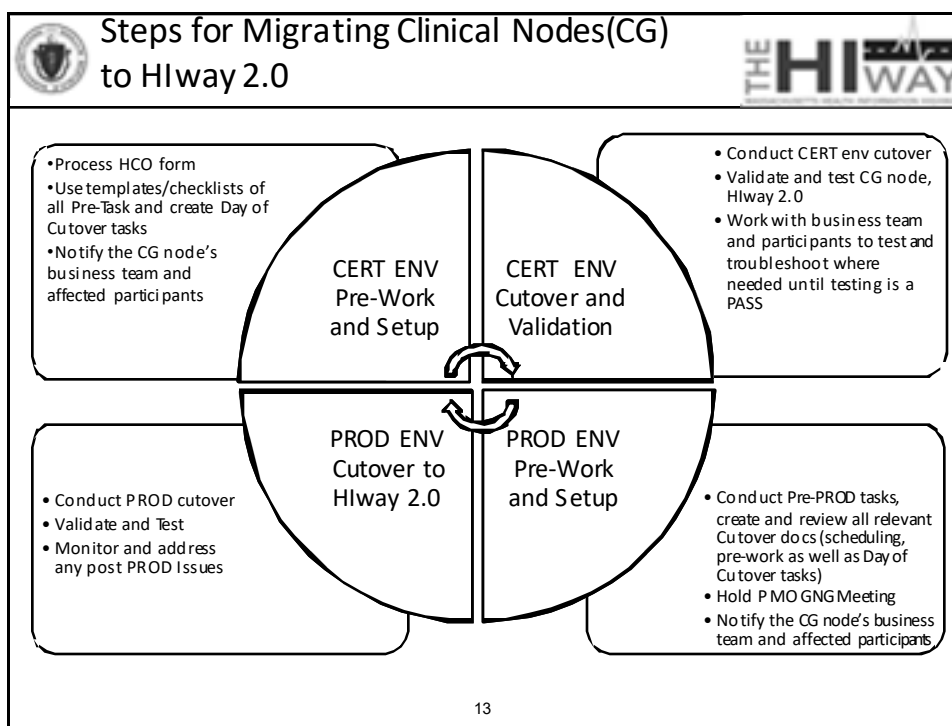 Steps for Migrating Clinical Nodes(CG)
to HIway 2.0
THE
HIWAY
•Process HCO form
•Use templates/checklists of
all Pre-Task and create Day of
Cutover tasks
•Notify the CG node's
business team and
affected participants
CERT ENV
Pre-Work
and Setup
CERT ENV
Cutover and
Validation
• Conduct CERT env cutover
• Validate and test CG node,
HIway 2.0
• Work with business team
and participants to test and
troubleshoot where
needed until testing is a
PASS
• Conduct PROD cutover
• Validate and Test
• Monitor and address
any post PROD Issues
PROD ENV
Cutover to
HIway 2.0
PROD ENV
Pre-Work
and Setup
• Conduct Pre-PROD tasks,
create and review all relevant
Cutover docs (scheduling,
pre-work as well as Day of
Cutover tasks)
• Hold PMO GNG Meeting
• Notify the CG node's business
team and affected participants
13